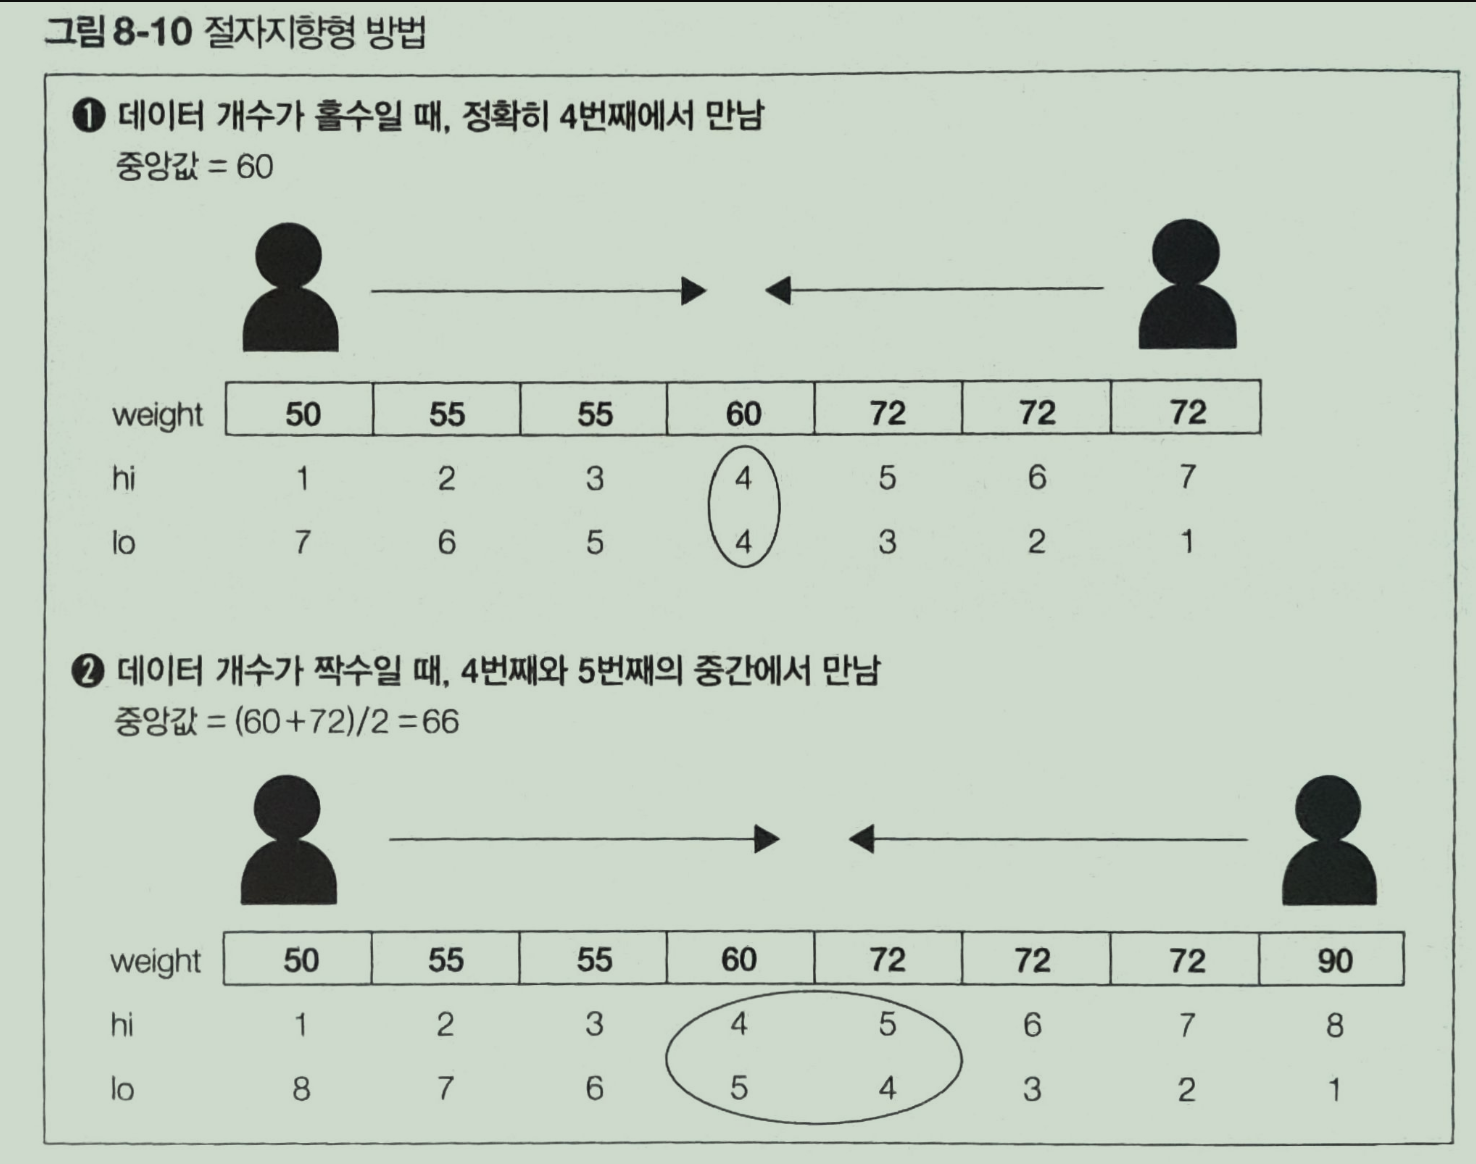 그림 8-10 절자지향형 방법
❶ 데이터 개수가 홀수일 때, 정확히 4번째에서 만남
중앙값 = 60
weight 50 55 55 60 72 72 72
hi 1 2 3 4 5 6 7
lo 7 6 5 4 3 2 1
❷ 데이터 개수가 짝수일 때, 4번째와 5번째의 중간에서 만남
중앙값 = (60+72)/2 = 66
weight 50 55 55 60 72 72 72 90
hi 1 2 3 4 5 6 7 8
lo 8 7 6 5 4 3 2 1